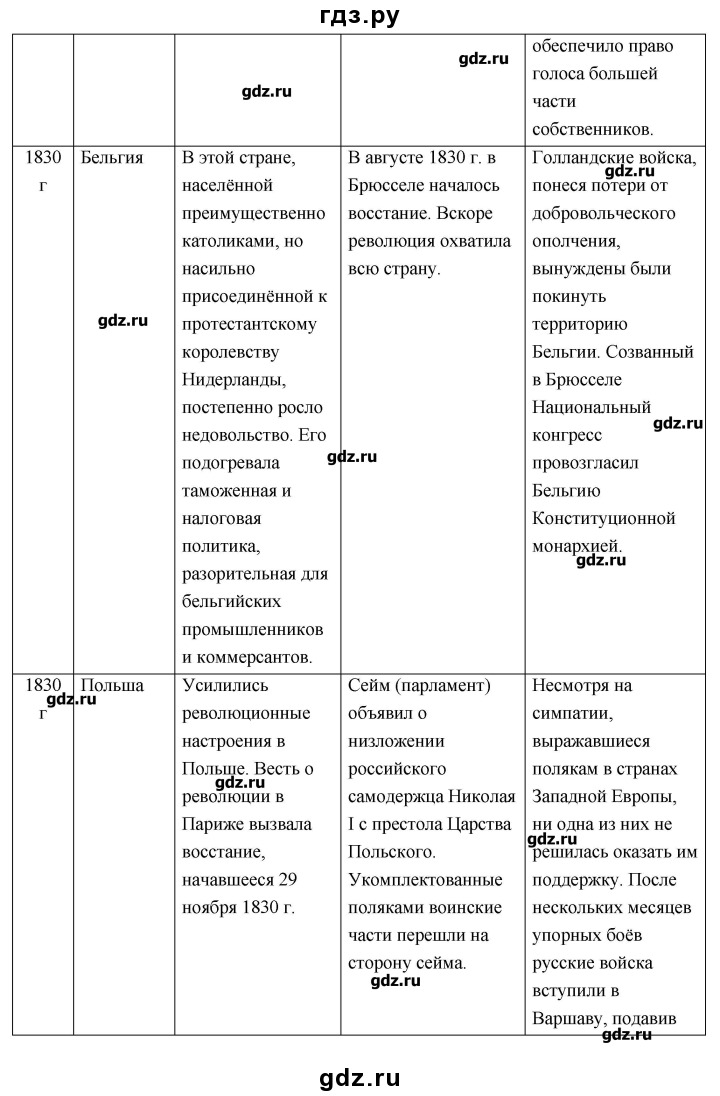 гдз.ру
обеспечило право
голоса большей
части
собственников.
gdz.ru
gdz.ru
1830
г
Бельгия
В этой стране,
населённой
преимущественно
католиками, но
насильно
присоединённой к
протестантскому
королевству
Нидерланды,
постепенно росло
недовольство. Его
подогревала
таможенная и
налоговая
политика,
разорительная для
бельгийских
промышленников
и коммерсантов.
В августе 1830 г. в
Брюсселе началось
восстание. Вскоре
революция охватила
всю страну.
Голландские войска,
понеся потери от
добровольческого
ополчения,
вынуждены были
покинуть
территорию
Бельгии. Созванный
в Брюсселе
Национальный
конгресс
провозгласил
Бельгию
Конституционной
монархией.
gdz.ru
gdz.ru
gdz.ru
gdz.ru
gdz.ru
1830
г
Польша
Усилились
революционные
настроения в
Польше. Весть о
революции в
Париже вызвала
восстание,
начавшееся 29
ноября 1830 г.
Сейм (парламент)
объявил о
низложении
российского
самодержца Николая
I с престола Царства
Польского.
Укомплектованные
поляками воинские
части перешли на
сторону сейма.
Несмотря на
симпатии,
выражавшиеся
полякам в странах
Западной Европы,
ни одна из них не
решилась оказать им
поддержку. После
нескольких месяцев
упорных боёв
русские войска
вступили в
Варшаву, подавив
gdz.ru
gdz.ru
gdz.ru
gdz.ru
gdz.ru
gdz.ru